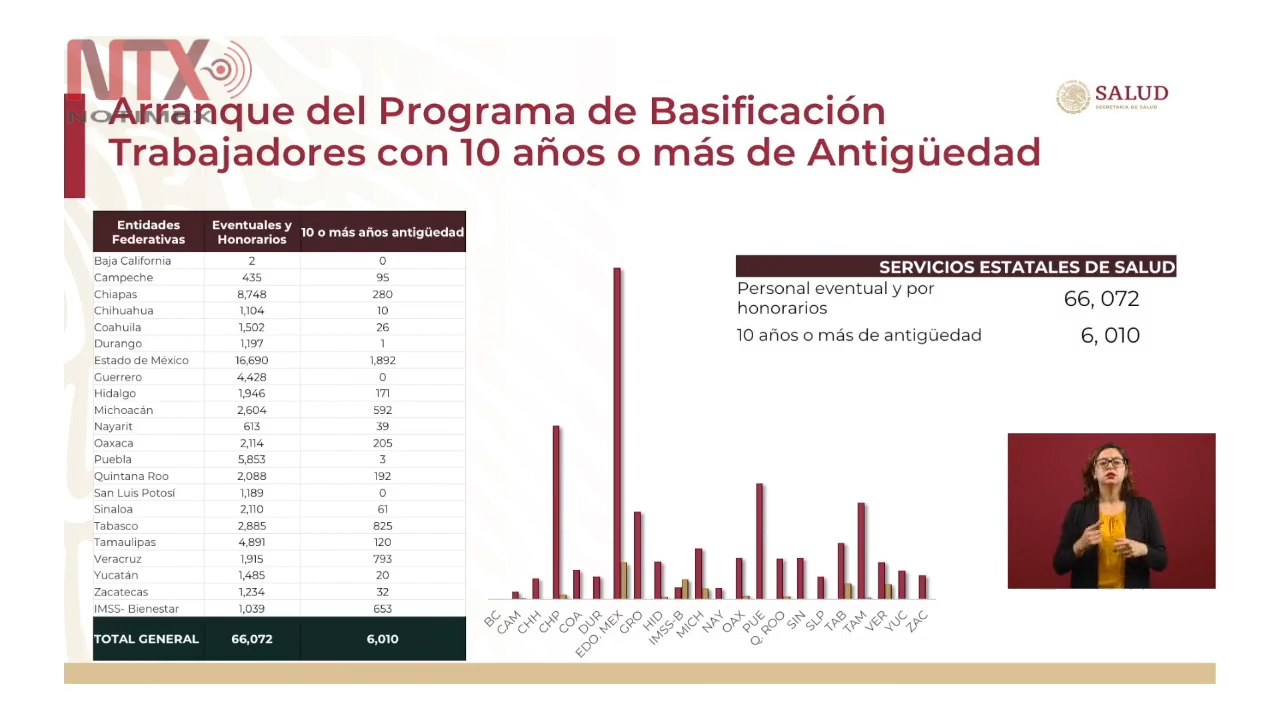 NTX
NOTIMEX
Arranque del Programa de Basificación
Trabajadores con 10 años o más de Antigüedad
SALUD
SECRETARÍA DE SALUD
Entidades Federativas	Eventuales y Honorarios	10 o más años antigüedad
Baja California	2	0
Campeche	435	95
Chiapas	8,748	280
Chihuahua	1,104	10
Coahuila	1,502	26
Durango	1,197	1
Estado de México	16,690	1,892
Guerrero	4,428	0
Hidalgo	1,946	171
Michoacán	2,604	592
Nayarit	613	39
Oaxaca	2,114	205
Puebla	5,853	3
Quintana Roo	2,088	192
San Luis Potosí	1,189	0
Sinaloa	2,110	61
Tabasco	2,885	825
Tamaulipas	4,891	120
Veracruz	1,915	793
Yucatán	1,485	20
Zacatecas	1,234	32
IMSS- Bienestar	1,039	653
TOTAL GENERAL	66,072	6,010
BC CAM CHH CHP COA DUR EDO. MEX GRO HID IMSS-B MICH NAY OAX PUE Q. ROO SIN SLP TAB TAM VER YUC ZAC
SERVICIOS ESTATALES DE SALUD
Personal eventual y por
honorarios	66, 072
10 años o más de antigüedad	6, 010